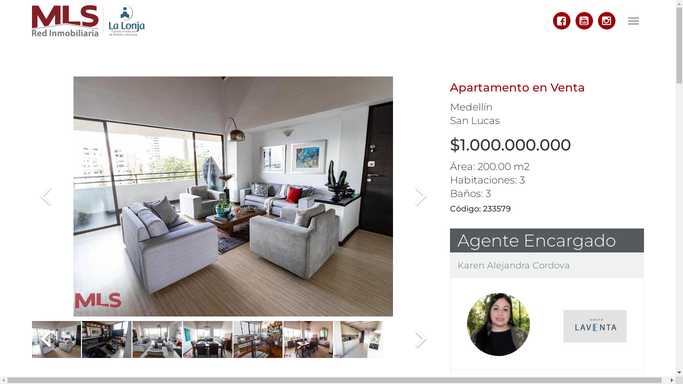 MLS
Red Inmobiliaria
La Lonja
Apartamento en Venta
Medellín
San Lucas
$1.000.000.000
Área: 200.00 m2
Habitaciones: 3
Baños: 3
Código: 233579
Agente Encargado
Karen Alejandra Cordova
LAVENTA
MLS